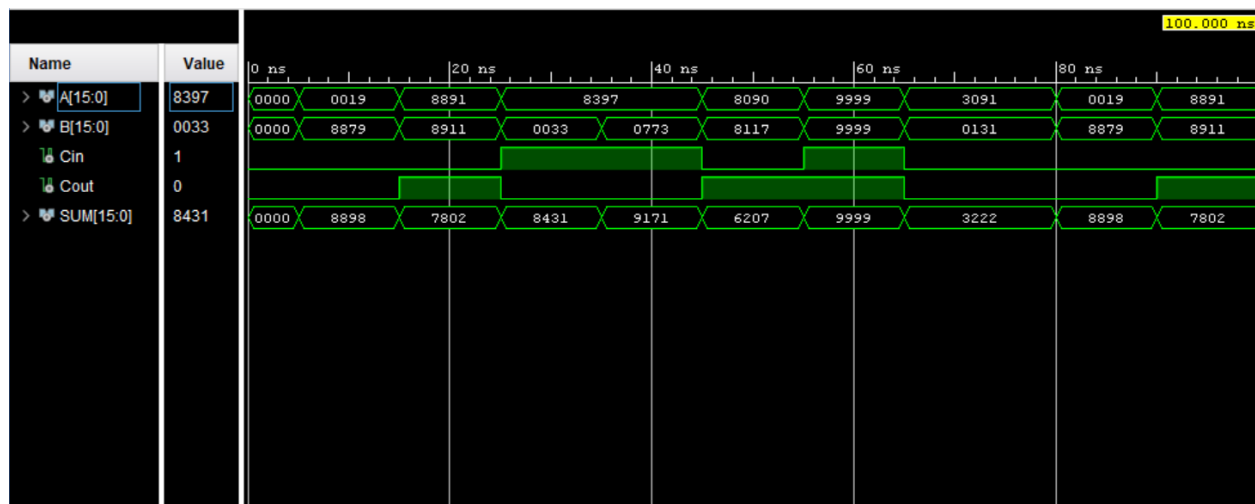 100.000 ns
Name Value
0 ns 20 ns 40 ns 60 ns 80 ns
A[15:0] 8397 0000 0019 8891 8397 8090 9999 3091 0019 8891
B[15:0] 0033 0000 8879 8911 0033 0773 8117 9999 0131 8879 8911
Cin 1
Cout 0
SUM[15:0] 8431 0000 8898 7802 8431 9171 6207 9999 3222 8898 7802